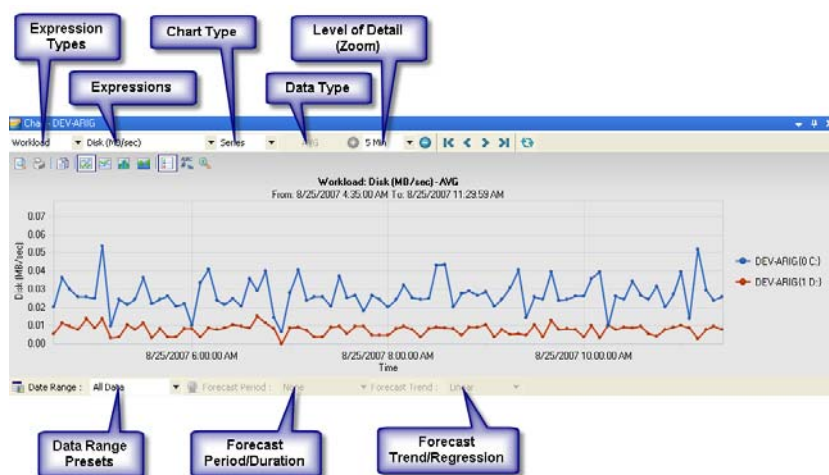 Expression
Types
Chart Type
Level of Detail
(Zoom)
Expressions
Data Type
Chart - DEV-ARIG
Workload Disk (MB/sec) Series AVG 5 Min
Workload: Disk (MB/sec) - AVG
From: 8/25/2007 4:35:00 AM To: 8/25/2007 11:29:59 AM
Disk (MB/sec)
0.07
0.06
0.05
0.04
0.03
0.02
0.01
0.00
DEV-ARIG(0 C:)
DEV-ARIG(1 D:)
8/25/2007 6:00:00 AM 8/25/2007 8:00:00 AM 8/25/2007 10:00:00 AM
Time
Date Range : All Data Forecast Period : None Forecast Trend : Linear
Data Range
Presets
Forecast
Period/Duration
Forecast
Trend/Regression